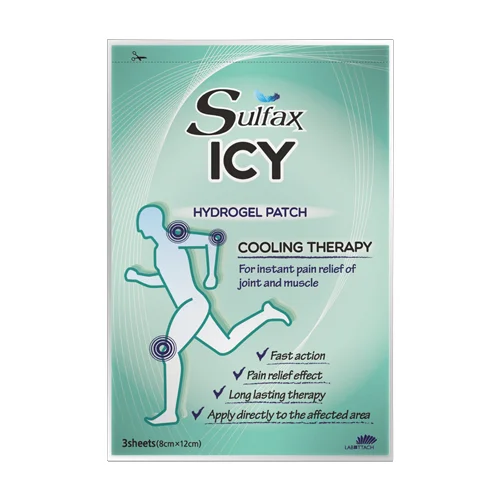 Sulfax
ICY
HYDROGEL PATCH
COOLING THERAPY
For instant pain relief of
joint and muscle
Fast action
Pain relief effect
Long lasting therapy
Apply directly to the affected area
3sheets(8cm×12cm)
LABOTTACH